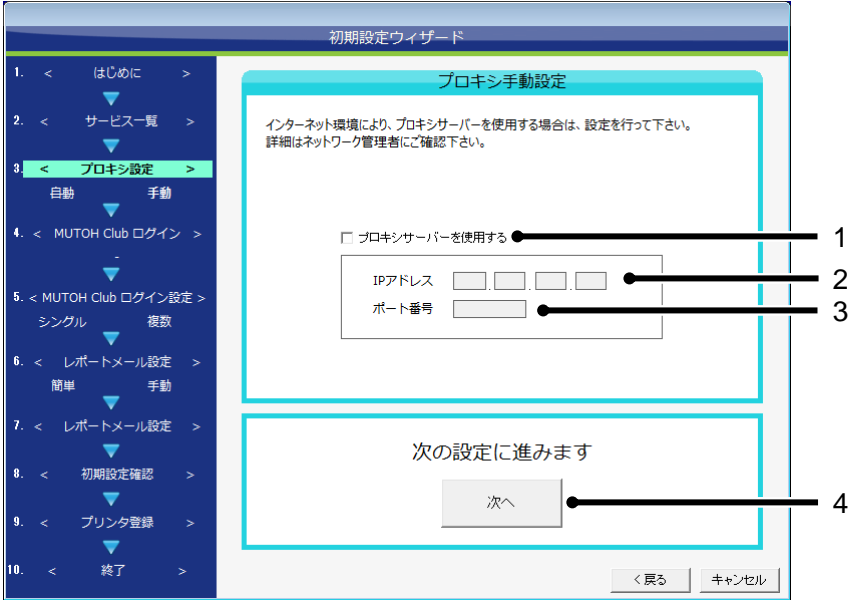 初期設定ウィザード
1. < はじめに >
2. < サービス一覧 >
3. < プロキシ設定 >
自動 手動
4. < MUTOH Club ログイン >
-
5. < MUTOH Club ログイン設定 >
シングル 複数
6. < レポートメール設定 >
簡単 手動
7. < レポートメール設定 >
8. < 初期設定確認 >
9. < プリンタ登録 >
10. < 終了 >
プロキシ手動設定
インターネット環境により、プロキシサーバーを使用する場合は、設定を行って下さい。
詳細はネットワーク管理者にご確認下さい。
プロキシサーバーを使用する 1
IPアドレス . . . 2
ポート番号 3
次の設定に進みます
次へ 4
<戻る キャンセル